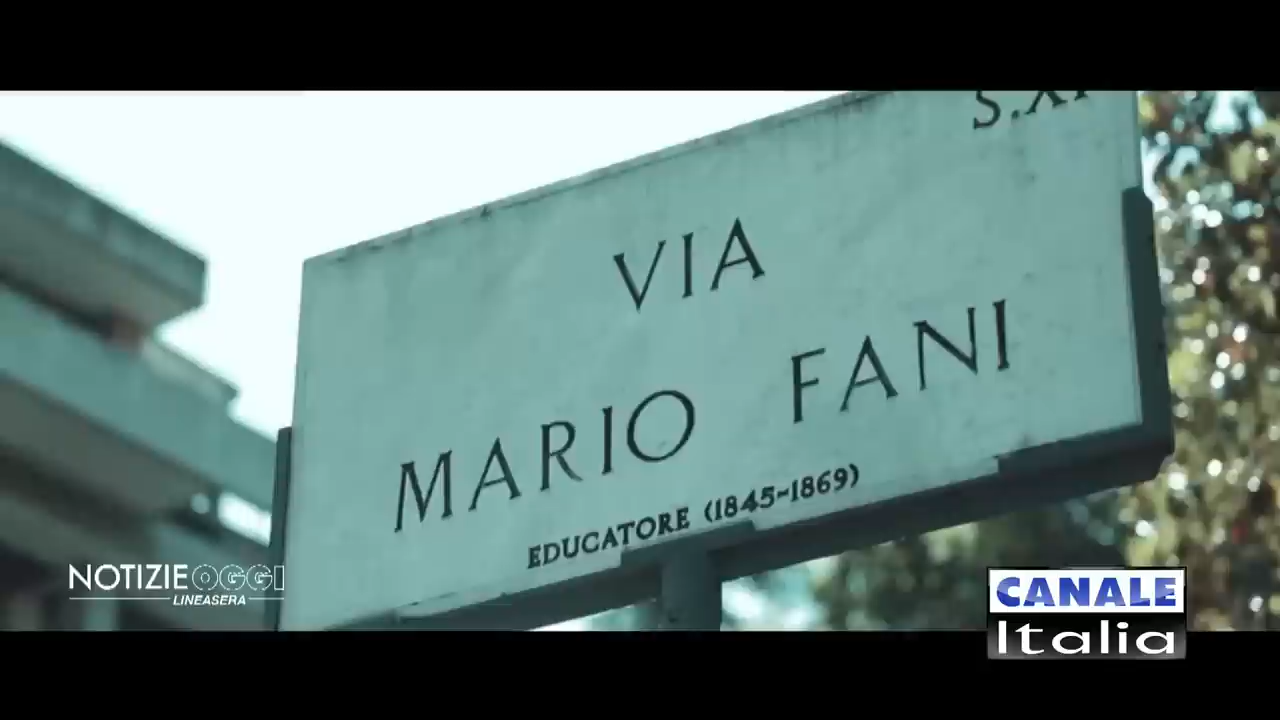 VIA
MARIO FANI
EDUCATORE (1845-1869)
NOTIZIE OGGI
LINEASERA
CANALE
Italia